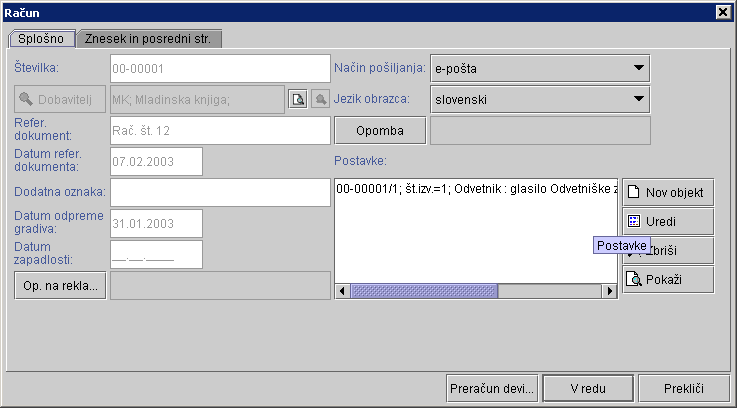 Račun
Splošno
Znesek in posredni str.
Številka:
00-00001
Način pošiljanja:
e-pošta
Dobavitelj
MK; Mladinska knjiga;
Jezik obrazca:
slovenski
Refer.
dokument:
Rač. št. 12
Opomba
Datum refer.
dokumenta:
07.02.2003
Postavke:
Dodatna oznaka:
00-00001/1; št.izv.=1; Odvetnik : glasilo Odvetniške
Nov objekt
Datum odpreme
gradiva:
31.01.2003
Uredi
Datum
zapadlosti:
__.__.____
Postavke
Zbriši
Op. na rekla...
Pokaži
Preračun devi...
V redu
Prekliči